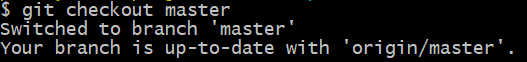 $ git checkout master
Switched to branch 'master'
Your branch is up-to-date with 'origin/master'.